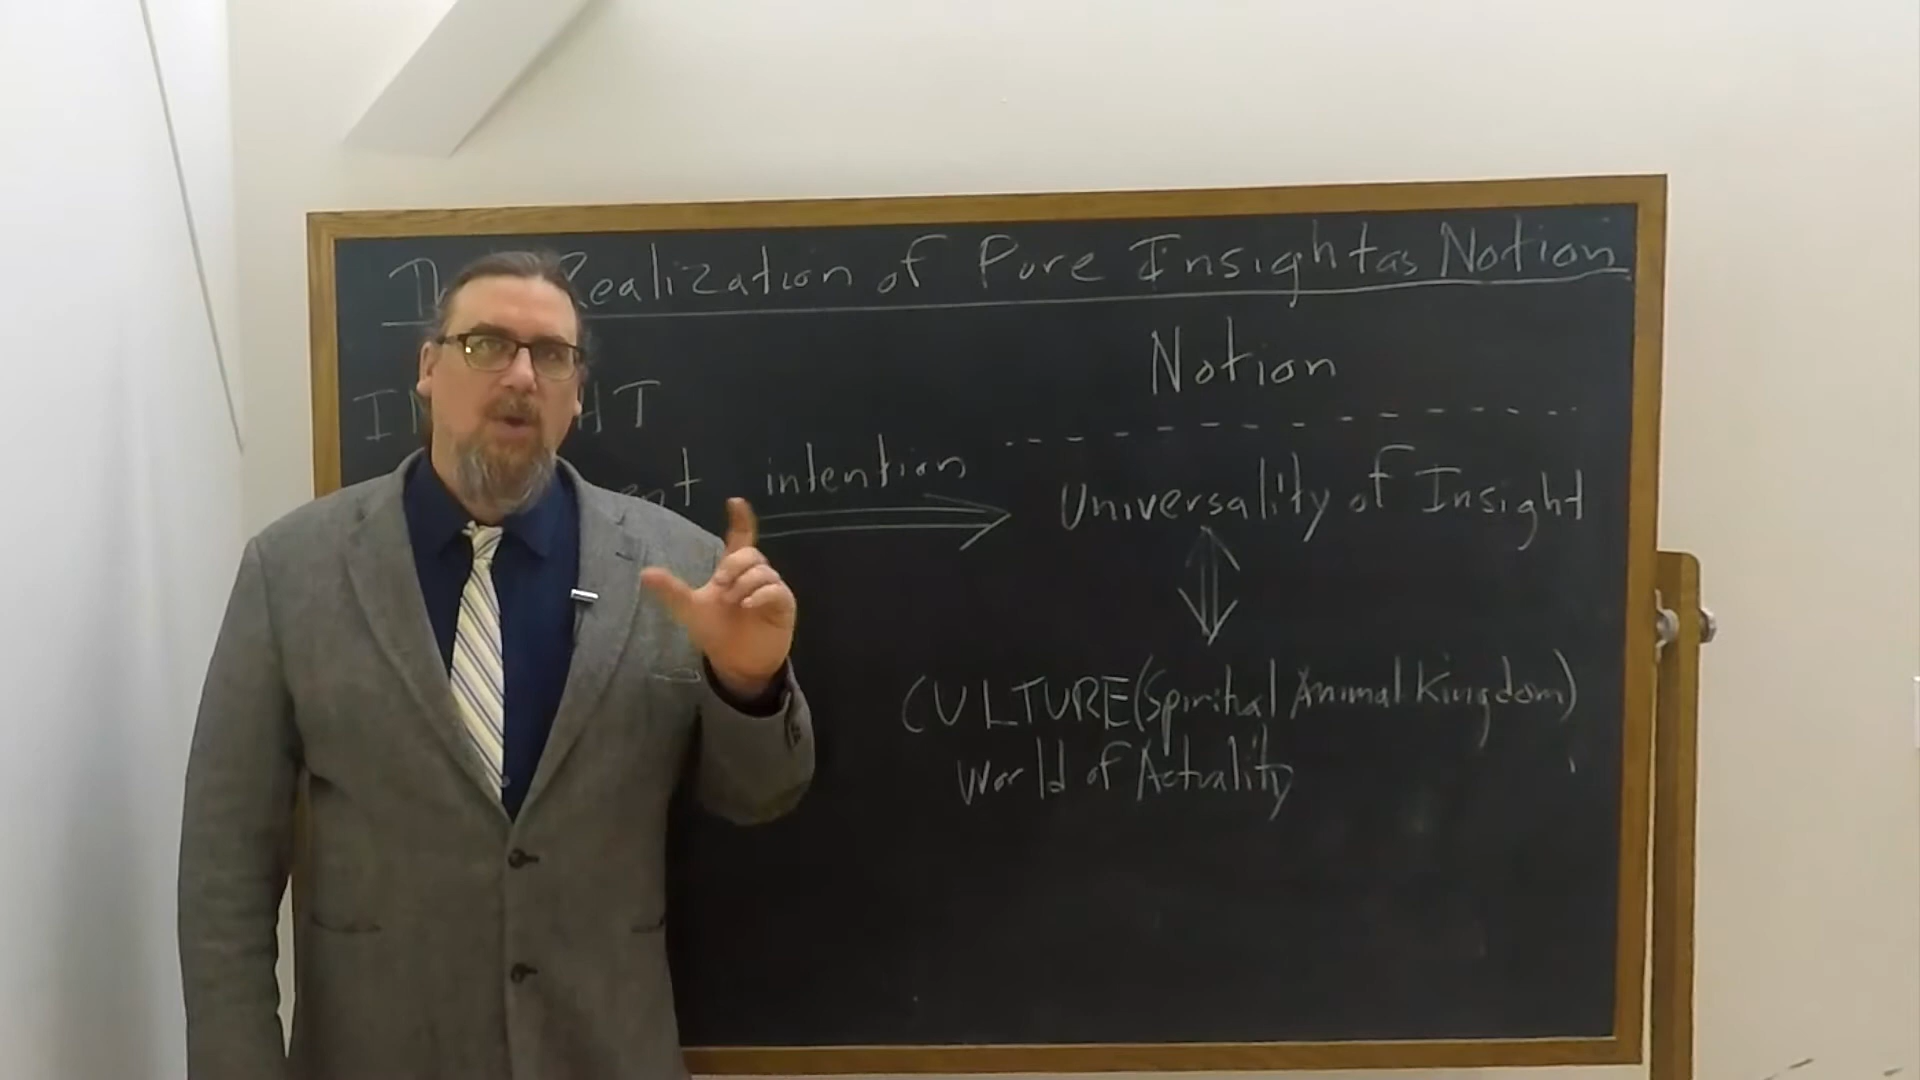 Realization of Pure Insight as Notion
Notion
intention
Universality of Insight
CULTURE (Spiritual Animal Kingdom)
World of Actuality